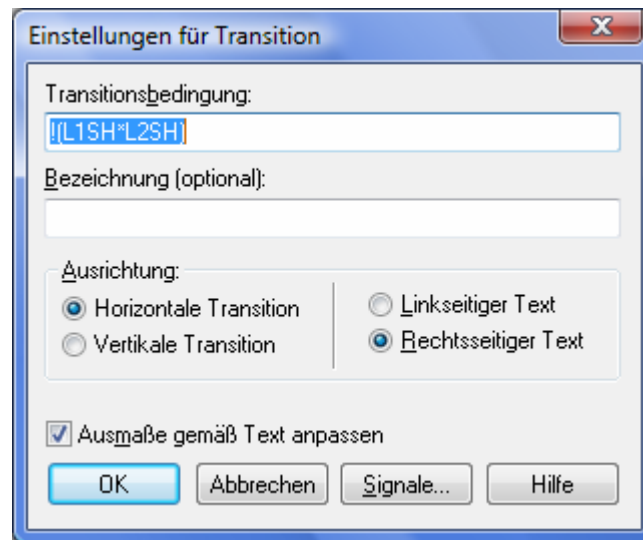 Einstellungen für Transition
Transitionsbedingung:
!(L1SH*L2SH)
Bezeichnung (optional):
Ausrichtung:
Horizontale Transition
Linkseitiger Text
Vertikale Transition
Rechtsseitiger Text
Ausmaße gemäß Text anpassen
OK Abbrechen Signale... Hilfe